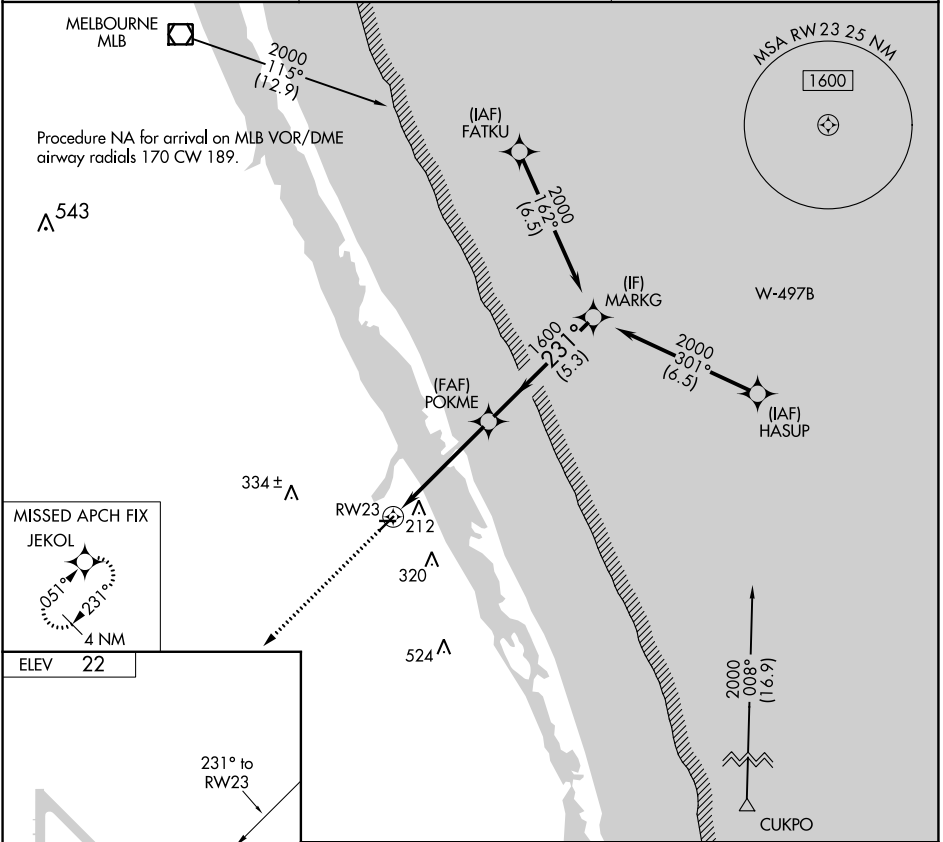 MELBOURNE
MLB
2000
115°
(12.9)
MSA RW 23 25 NM
1600
Procedure NA for arrival on MLB VOR/DME
airway radials 170 CW 189.
(IAF)
FATKU
543
2000
162°
(6.5)
(IF)
MARKG
W-497B
1600
231°
(5.3)
2000
301°
(6.5)
(FAF)
POKME
(IAF)
HASUP
334 ±
RW23
212
MISSED APCH FIX
JEKOL
051°
231°
4 NM
320
524
ELEV 22
2000
008°
(16.9)
231° to
RW23
CUKPO